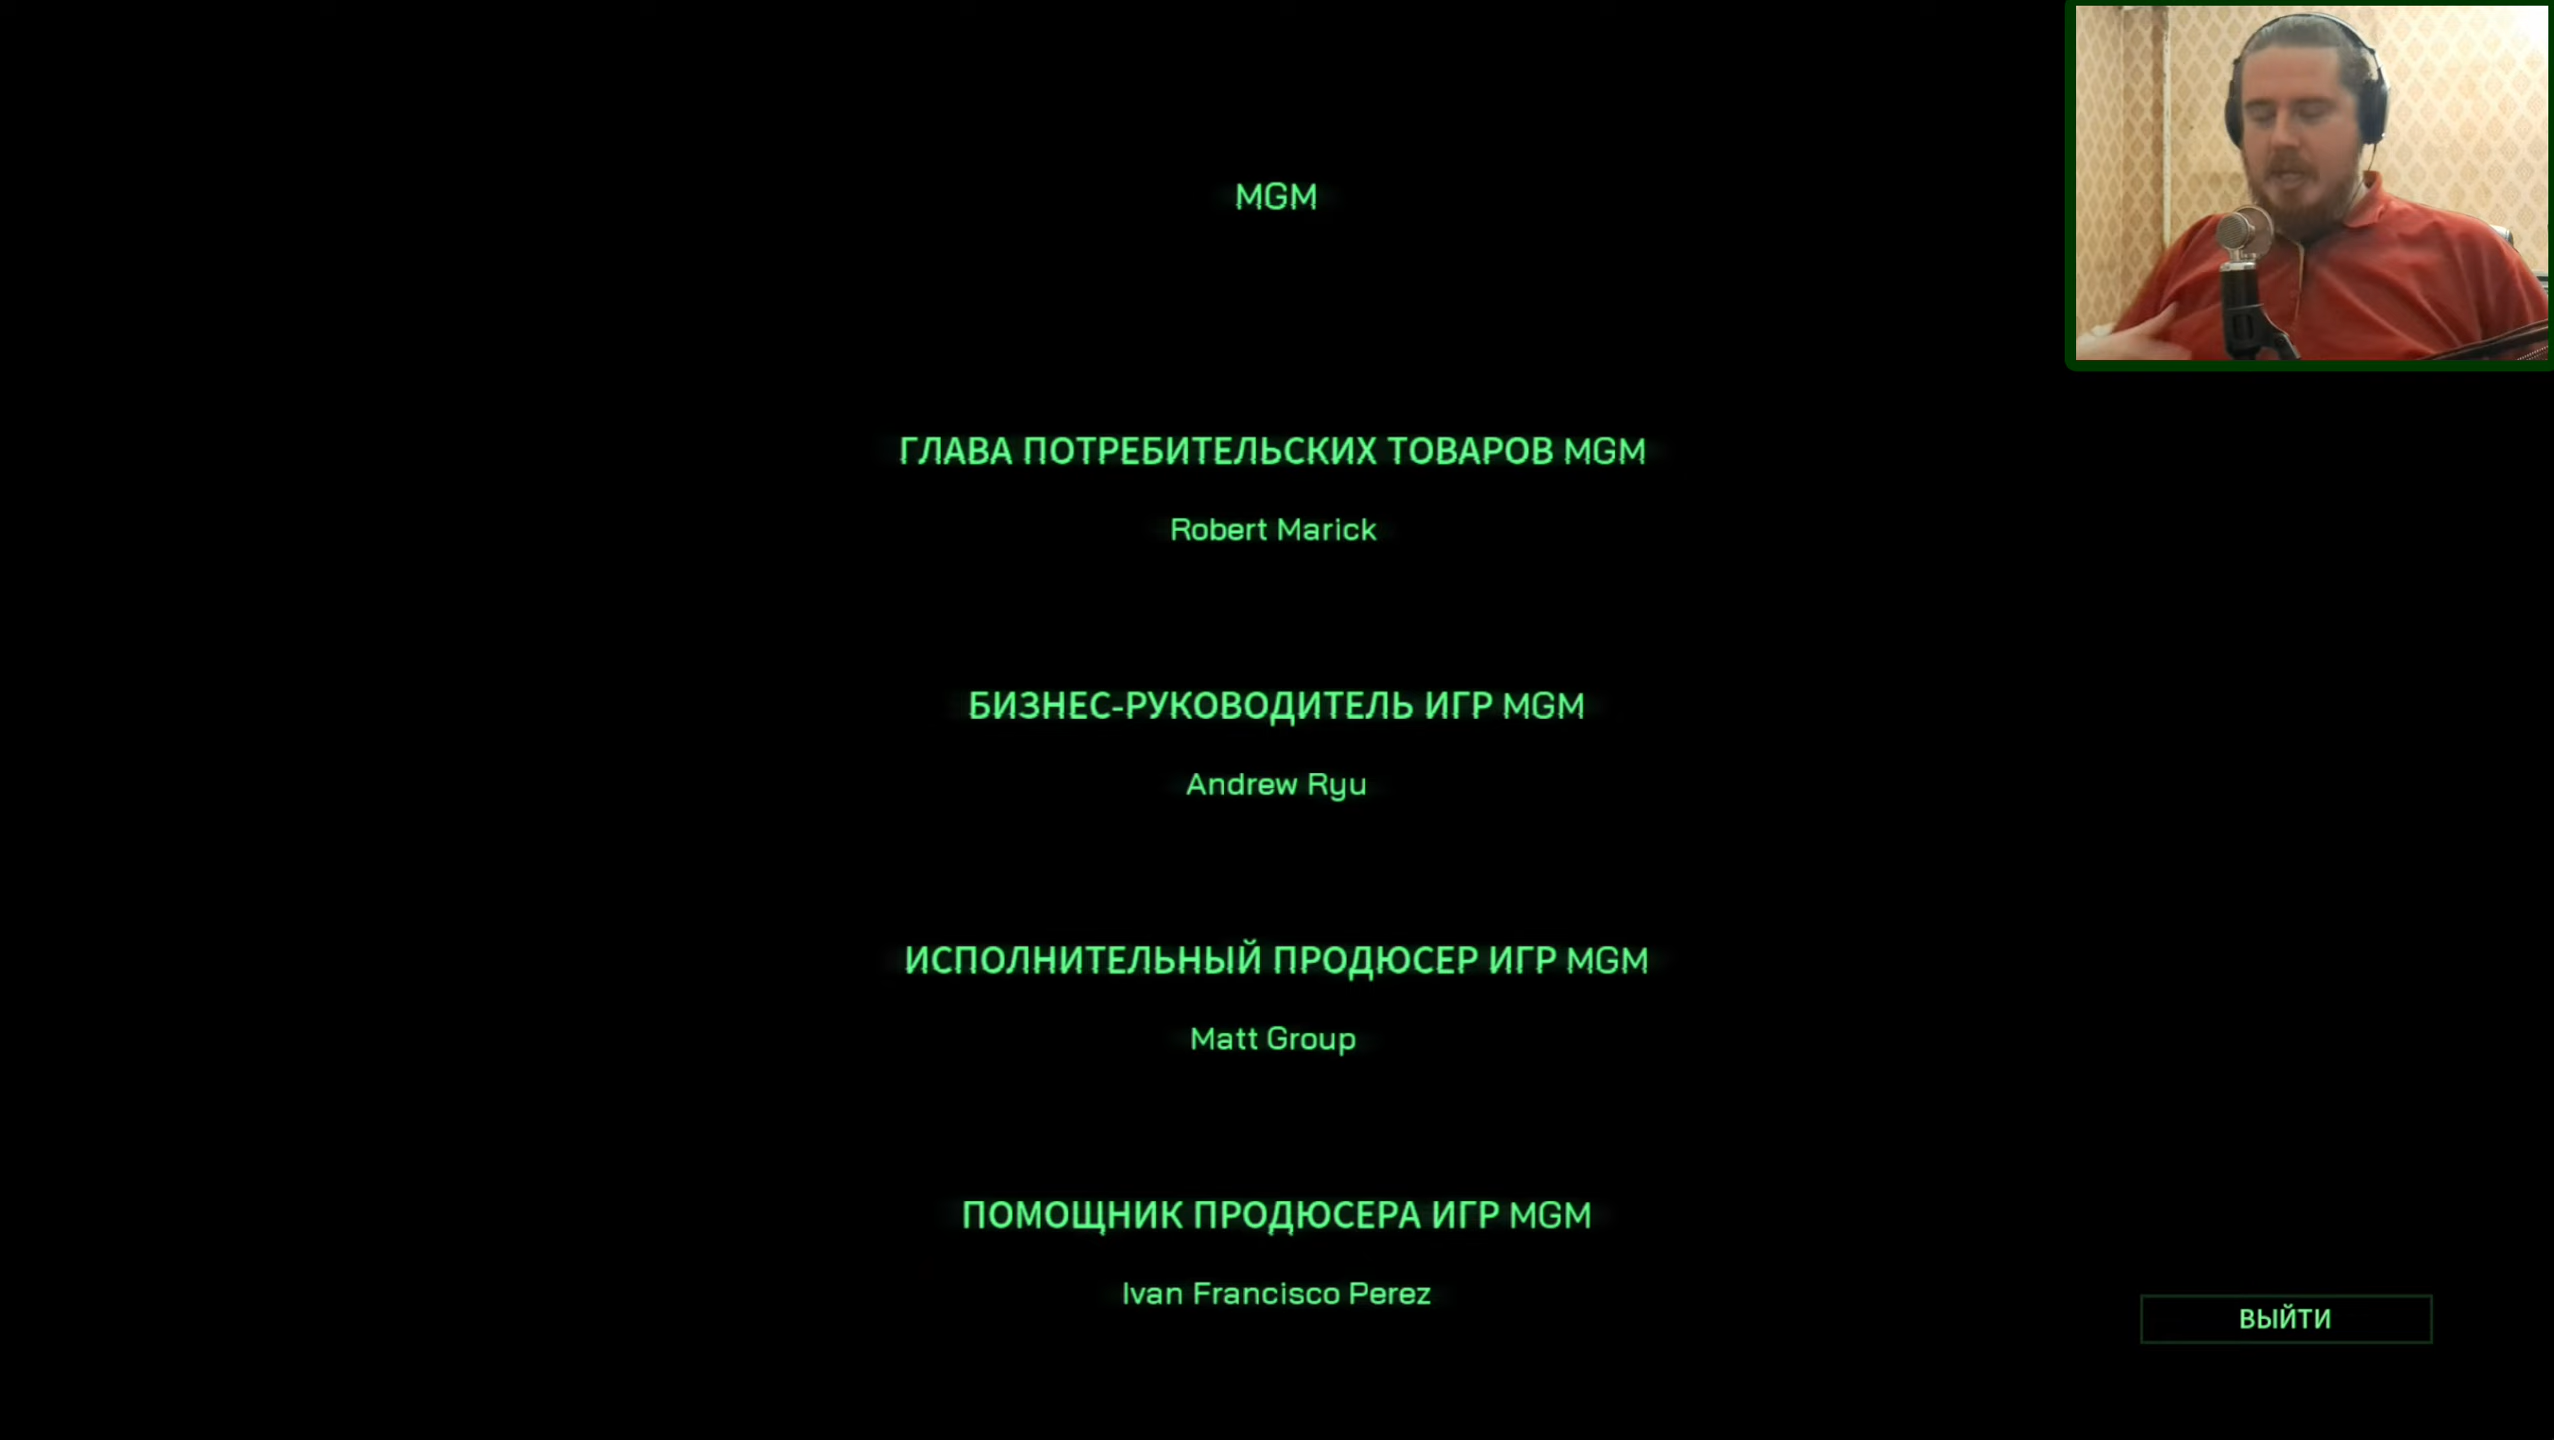 MGM
ГЛАВА ПОТРЕБИТЕЛЬСКИХ ТОВАРОВ MGM
Robert Marick
БИЗНЕС-РУКОВОДИТЕЛЬ ИГР MGM
Andrew Ryu
ИСПОЛНИТЕЛЬНЫЙ ПРОДЮСЕР ИГР MGM
Matt Group
ПОМОЩНИК ПРОДЮСЕРА ИГР MGM
Ivan Francisco Perez
ВЫЙТИ